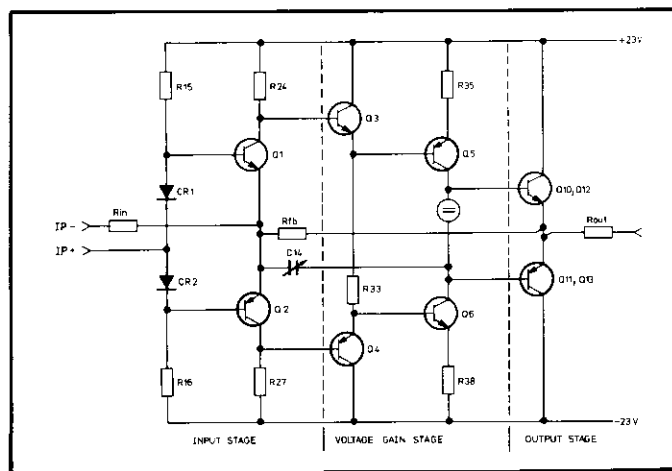 +23V
R15
R24
R35
Q3
Q1
Q5
CR1
Q10,Q12
IP-
Rin
Rfb
Rout
IP+
C14
CR2
R33
Q11, Q13
Q2
Q6
Q4
R16
R27
R38
-23V
INPUT STAGE
VOLTAGE GAIN STAGE
OUTPUT STAGE